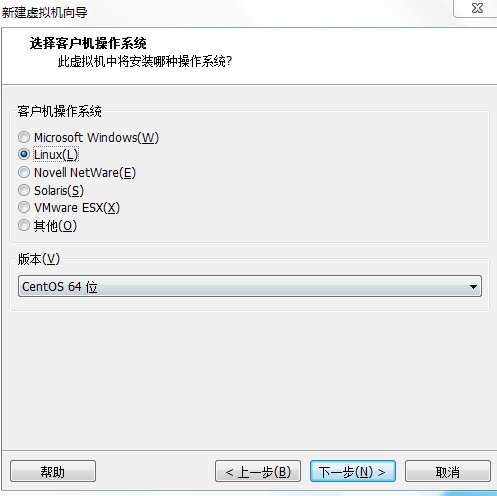 新建虚拟机向导
选择客户机操作系统
此虚拟机中将安装哪种操作系统?
客户机操作系统
Microsoft Windows(W)
Linux(L)
Novell NetWare(E)
Solaris(S)
VMware ESX(X)
其他(O)
版本(V)
CentOS 64 位
帮助
< 上一步(B)
下一步(N) >
取消